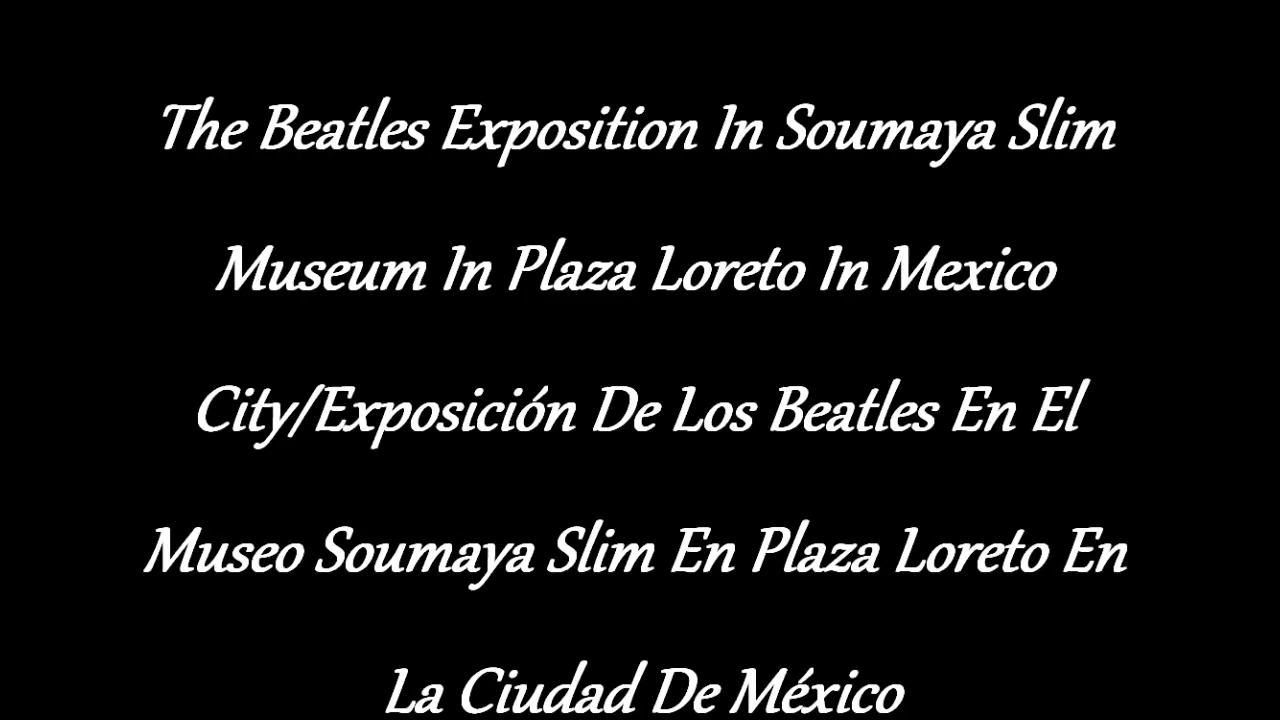 The Beatles Exposition In Soumaya Slim
Museum In Plaza Loreto In Mexico
City/Exposición De Los Beatles En El
Museo Soumaya Slim En Plaza Loreto En
La Ciudad De México